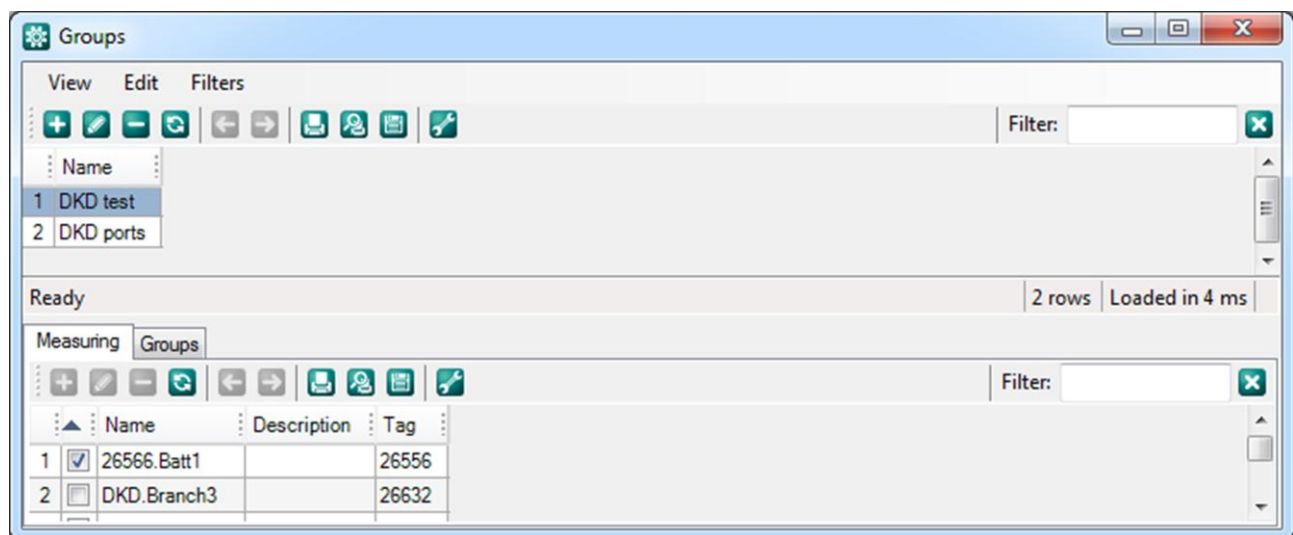 Groups
View Edit Filters
Filter:
Name
1 DKD test
2 DKD ports
Ready 2 rows Loaded in 4 ms
Measuring Groups
Filter:
Name Description Tag
1 26566.Batt1 26556
2 DKD.Branch3 26632